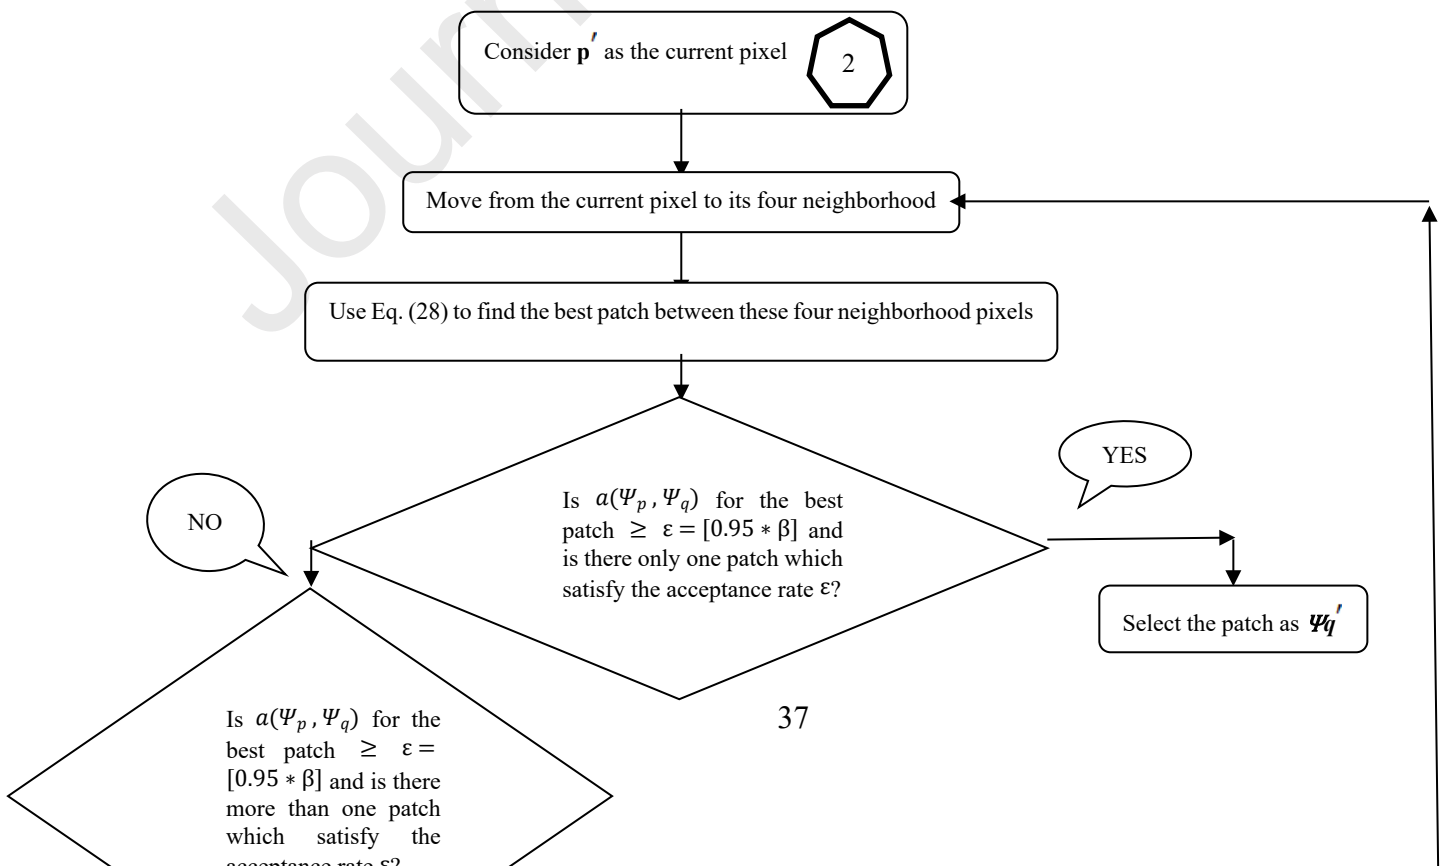 Consider p′ as the current pixel
2
Move from the current pixel to its four neighborhood
Use Eq. (28) to find the best patch between these four neighborhood pixels
YES
NO
Is a(Ψp , Ψq) for the best
patch ≥ ε = [0.95 ∗ β] and
is there only one patch which
satisfy the acceptance rate ε?
Select the patch as Ψq′
Is a(Ψp , Ψq) for the
best patch ≥ ε =
[0.95 ∗ β] and is there
more than one patch
which satisfy the
acceptance rate ε?
37
Journ